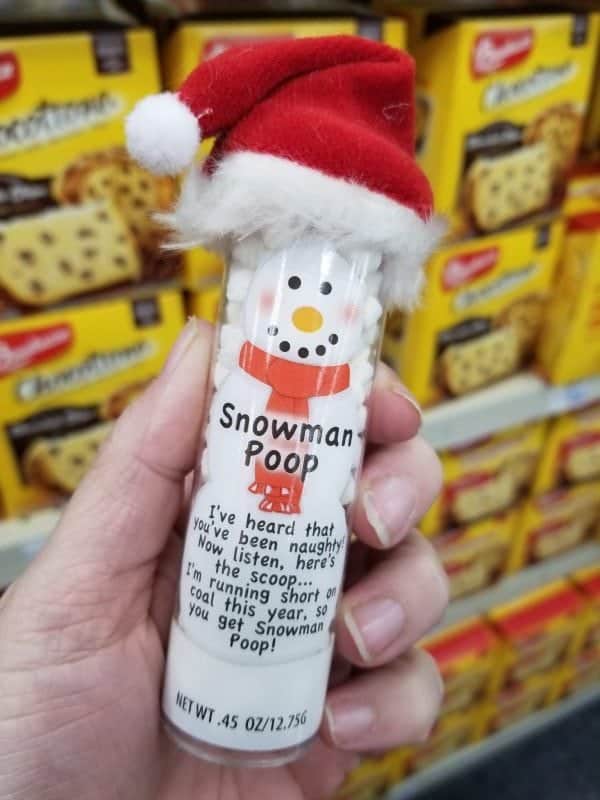 Snowman
Poop
I've heard that
you've been naughty!
Now listen, here's
the scoop...
I'm running short on
coal this year, so
you get Snowman
Poop!
NET WT .45 OZ/12.75G